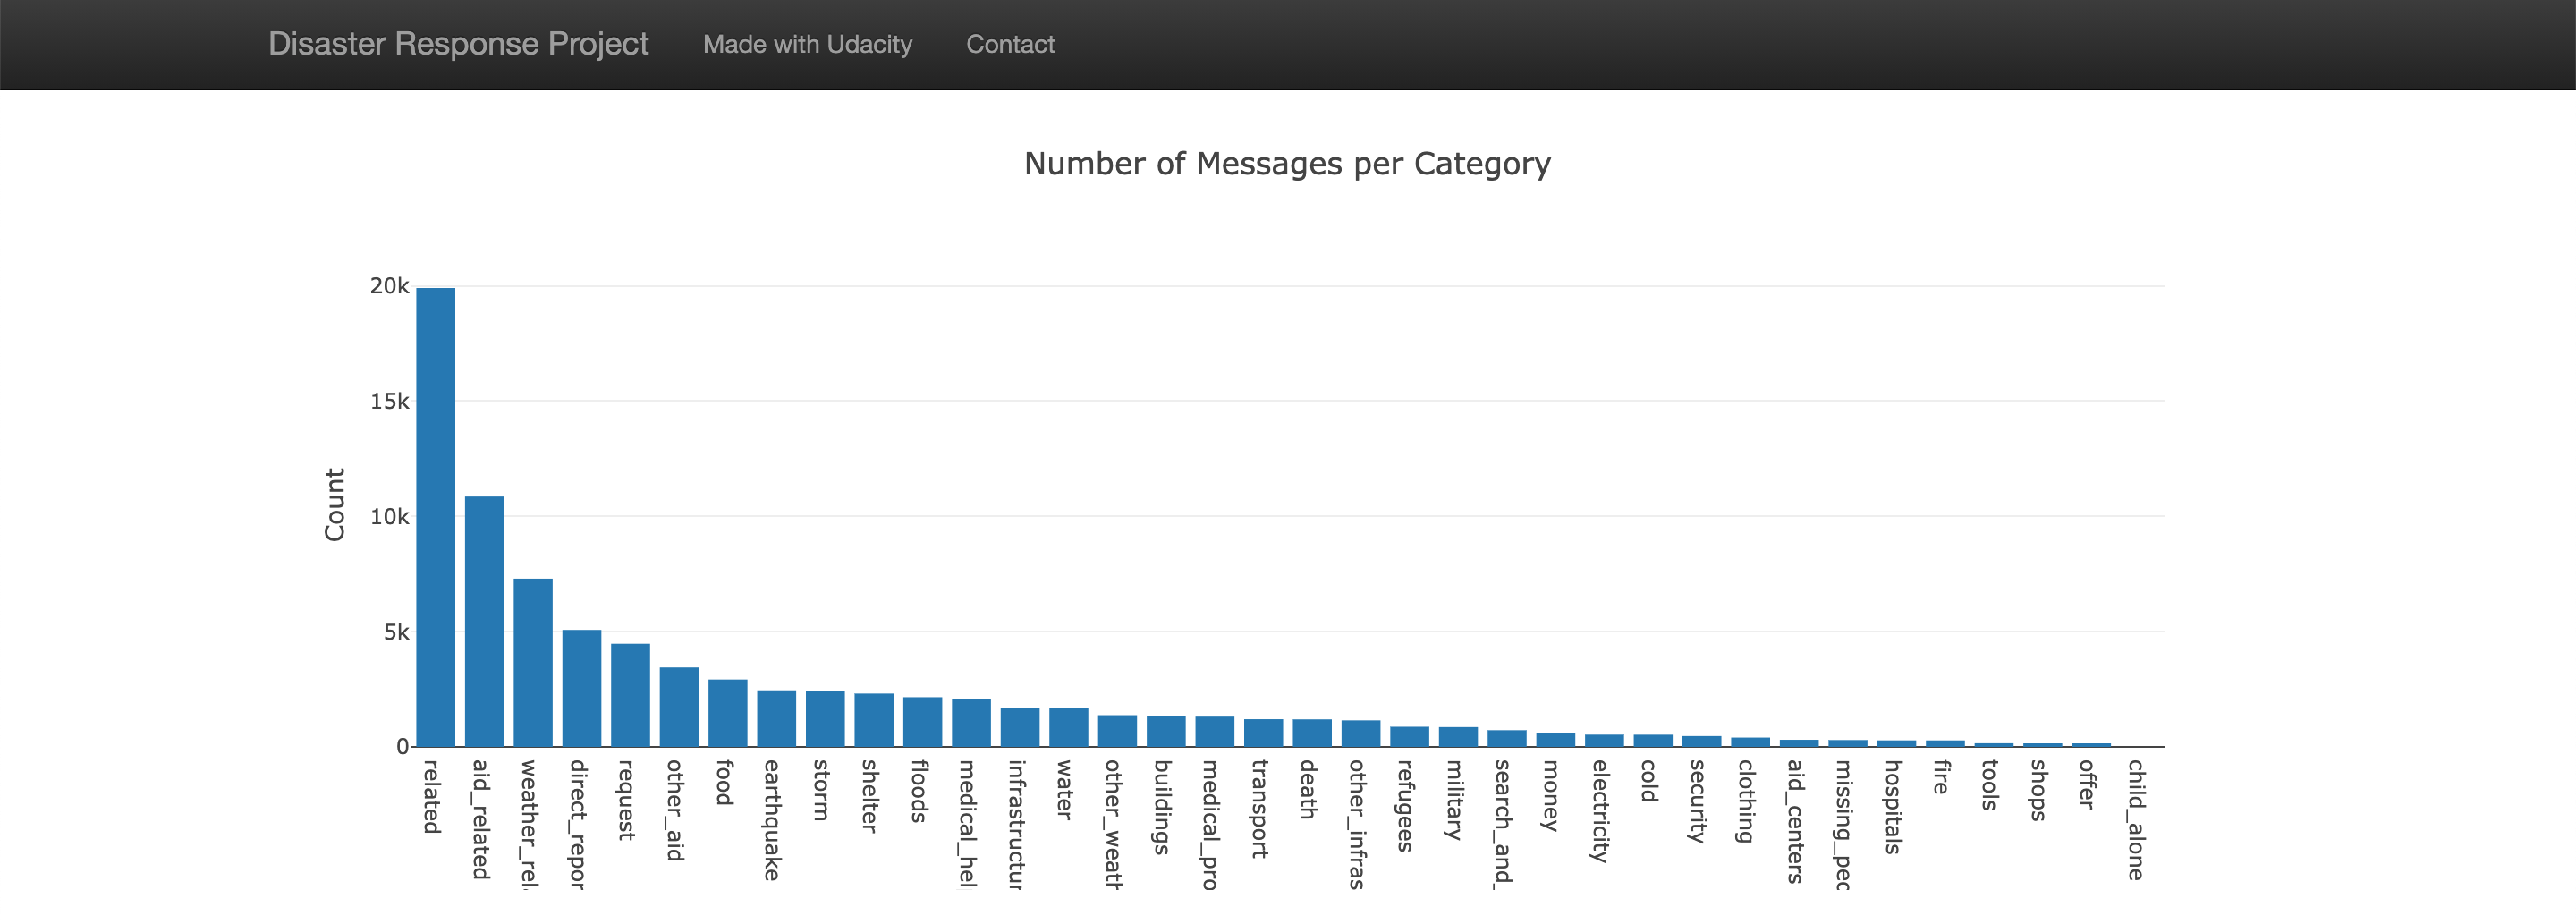 Disaster Response Project Made with Udacity Contact
Number of Messages per Category
20k
15k
10k
5k
0
Count
related
aid_related
weather_rel
direct_repor
request
other_aid
food
earthquake
storm
shelter
floods
medical_hel
infrastructur
water
other_weath
buildings
medical_pro
transport
death
other_infras
refugees
military
search_and_
money
electricity
cold
security
clothing
aid_centers
missing_peo
hospitals
fire
tools
shops
offer
child_alone